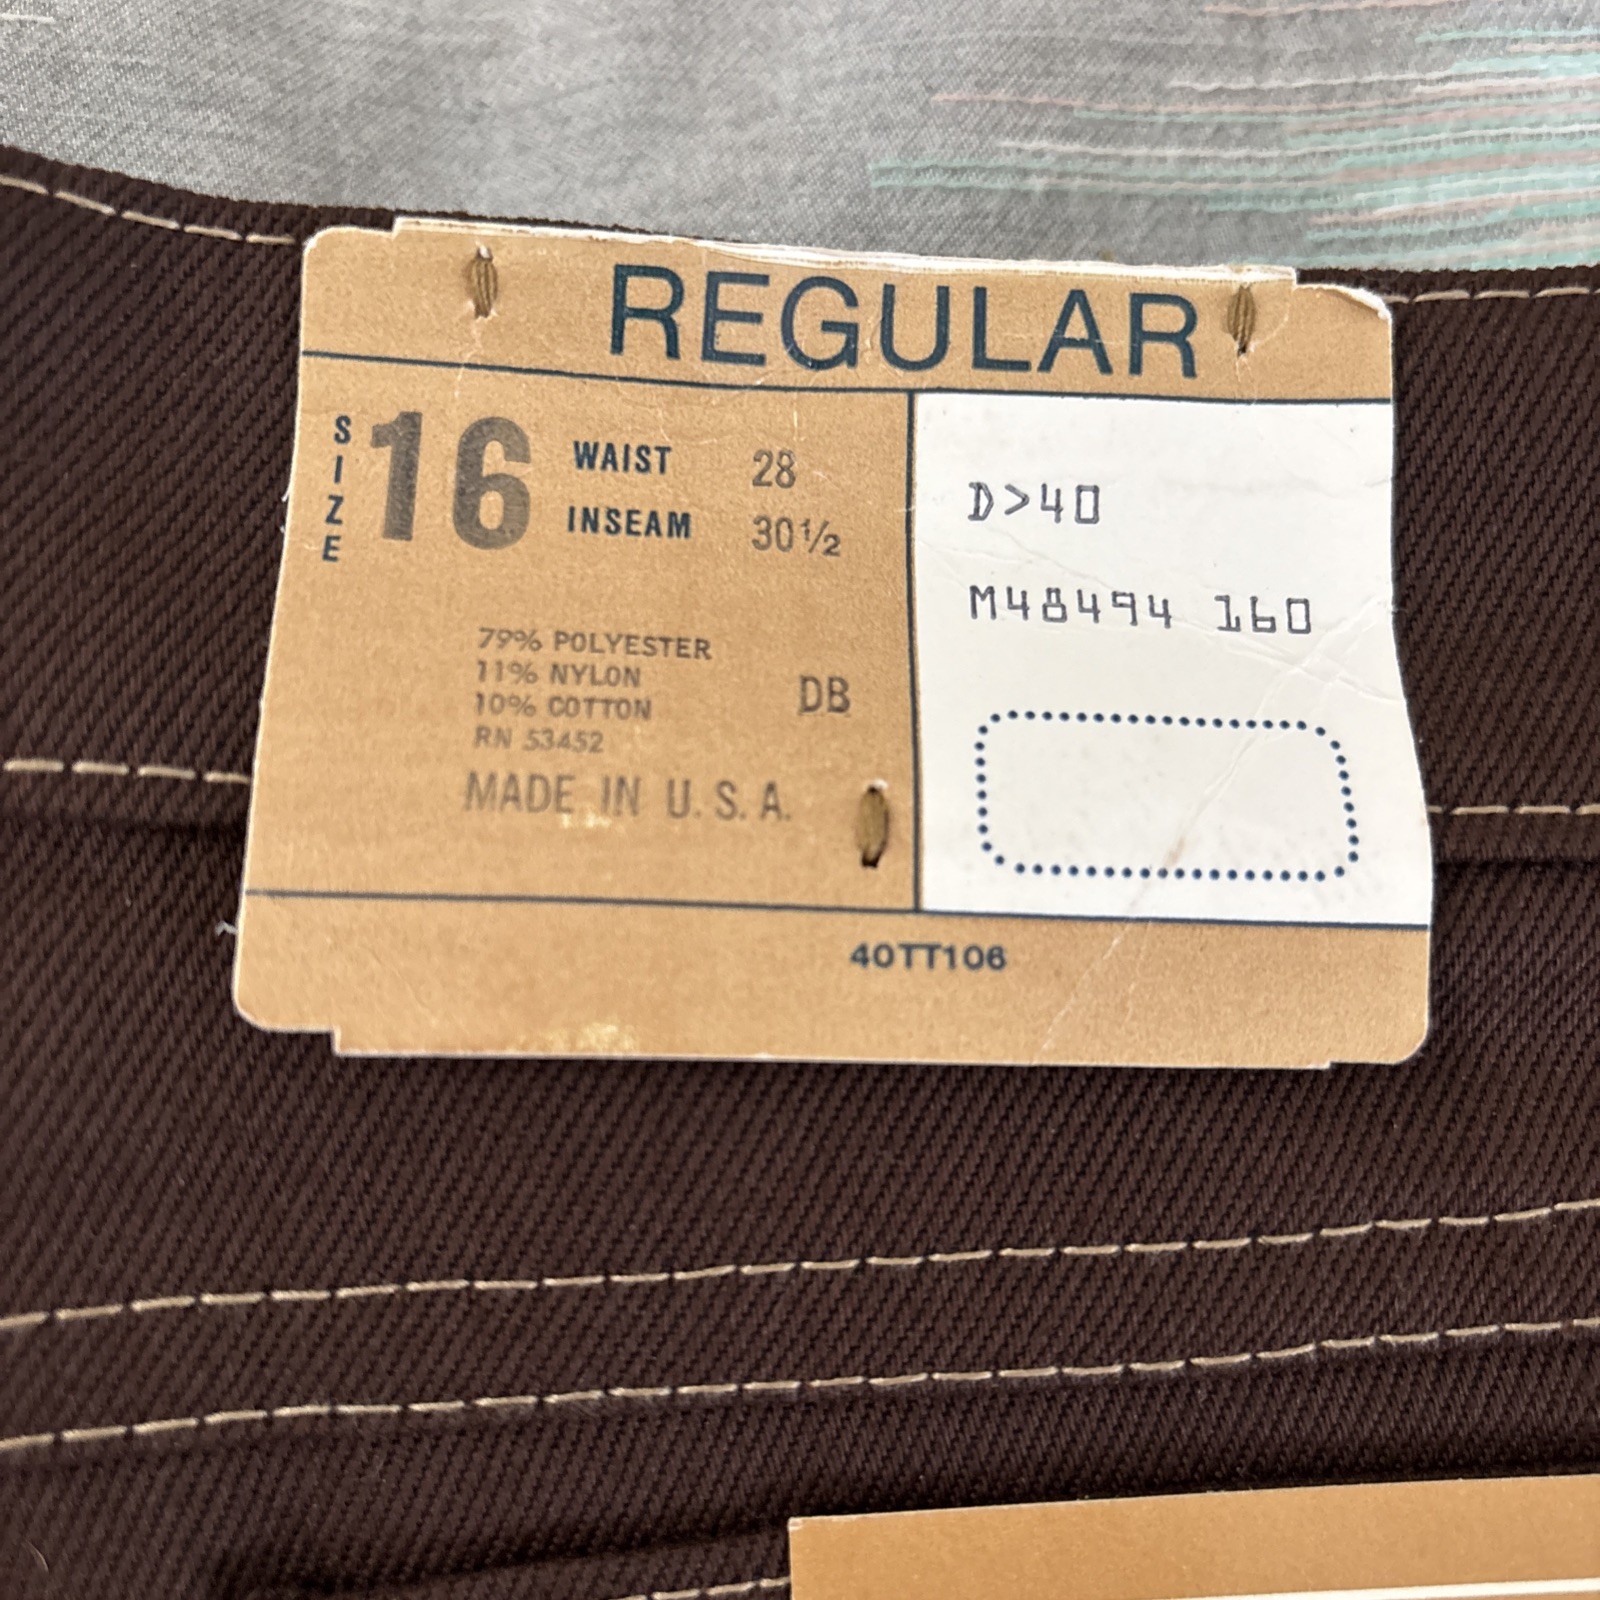 REGULAR
SIZE 16
WAIST 28
INSEAM 30½
79% POLYESTER
11% NYLON
10% COTTON
RN 53452
DB
MADE IN U.S.A.
D>40
M48494 160
40TT106